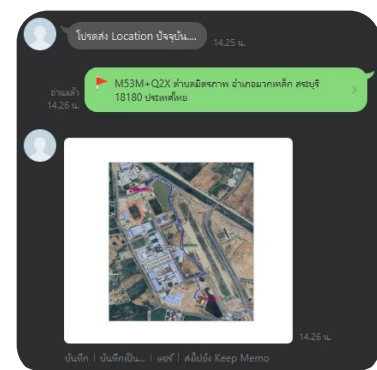 โปรดส่ง Location ปัจจุบัน....
14.25 น.
M53M+Q2X ตำบลมิตรภาพ อำเภอมวกเหล็ก สระบุรี
18180 ประเทศไทย
อ่านแล้ว
14.26 น.
14.26 น.
บันทึก | บันทึกเป็น... | แชร์ | ส่งไปยัง Keep Memo